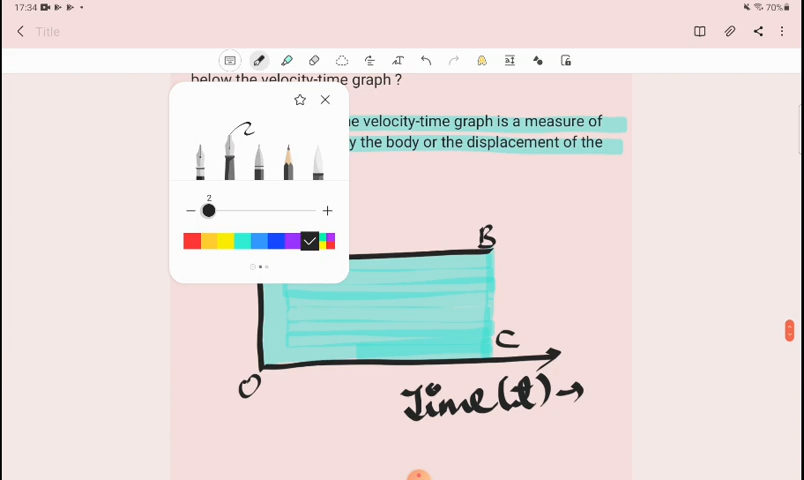 17:34
70%
Title
below the velocity-time graph ?
e velocity-time graph is a measure of
y the body or the displacement of the
2
B
C
O
Time(t) →